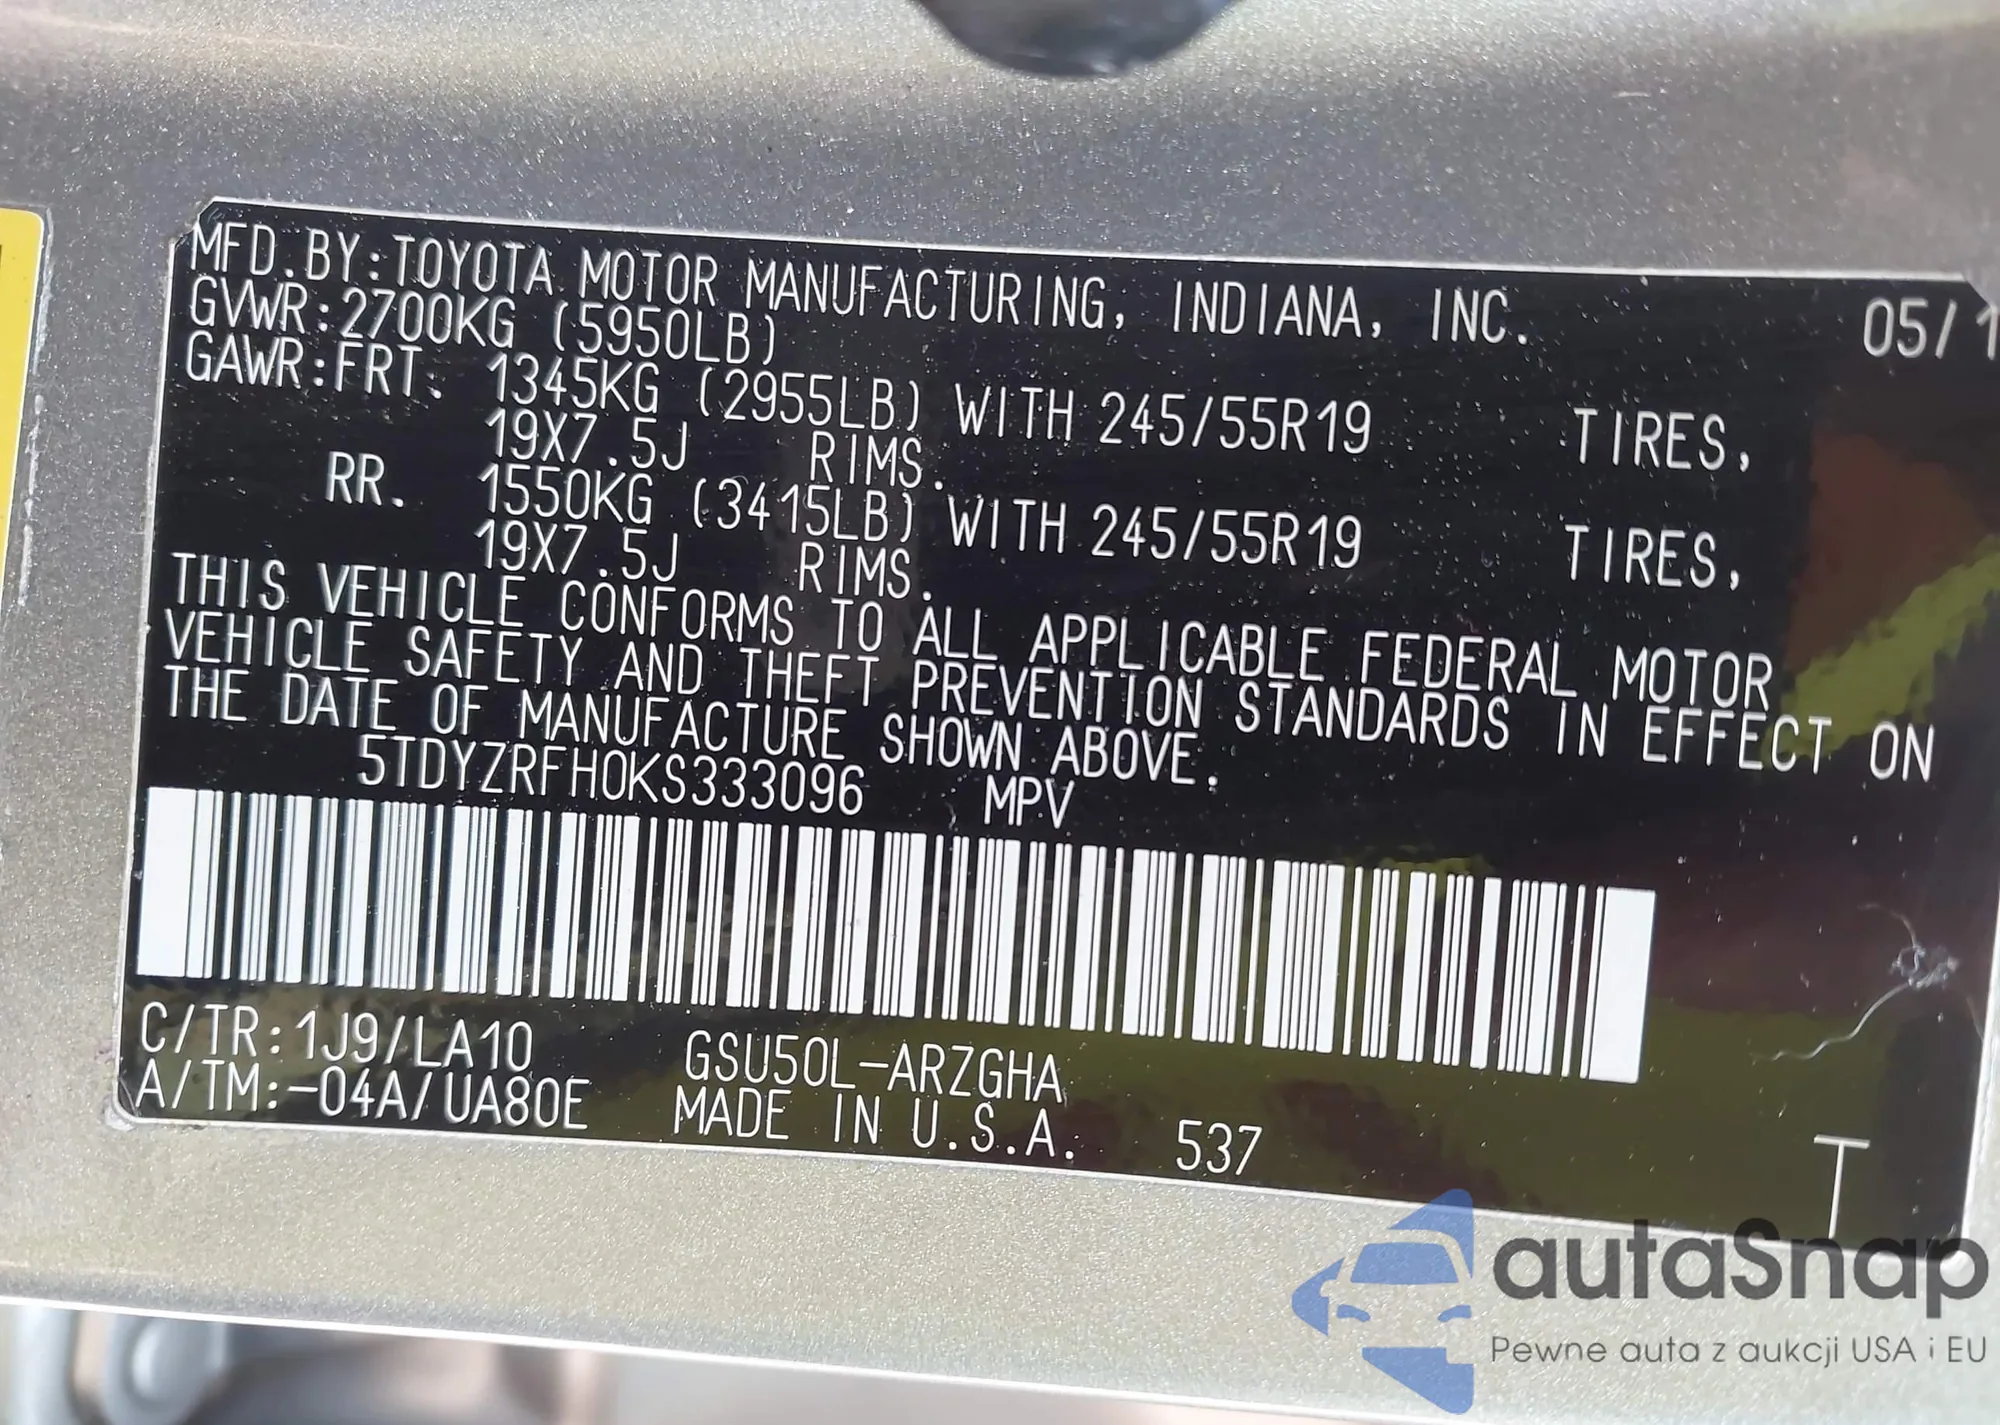 MFD.BY:TOYOTA MOTOR MANUFACTURING, INDIANA, INC. 05/1
GVWR:2700KG (5950LB)
GAWR:FRT. 1345KG (2955LB) WITH 245/55R19 TIRES,
19X7.5J RIMS.
RR. 1550KG (3415LB) WITH 245/55R19 TIRES,
19X7.5J RIMS.
THIS VEHICLE CONFORMS TO ALL APPLICABLE FEDERAL MOTOR
VEHICLE SAFETY AND THEFT PREVENTION STANDARDS IN EFFECT ON
THE DATE OF MANUFACTURE SHOWN ABOVE.
5TDYZRFH0KS333096 MPV
C/TR:1J9/LA10 GSU50L-ARZGHA
A/TM:-04A/UA80E MADE IN U.S.A. 537 T
autaSnap
Pewne auta z aukcji USA i EU